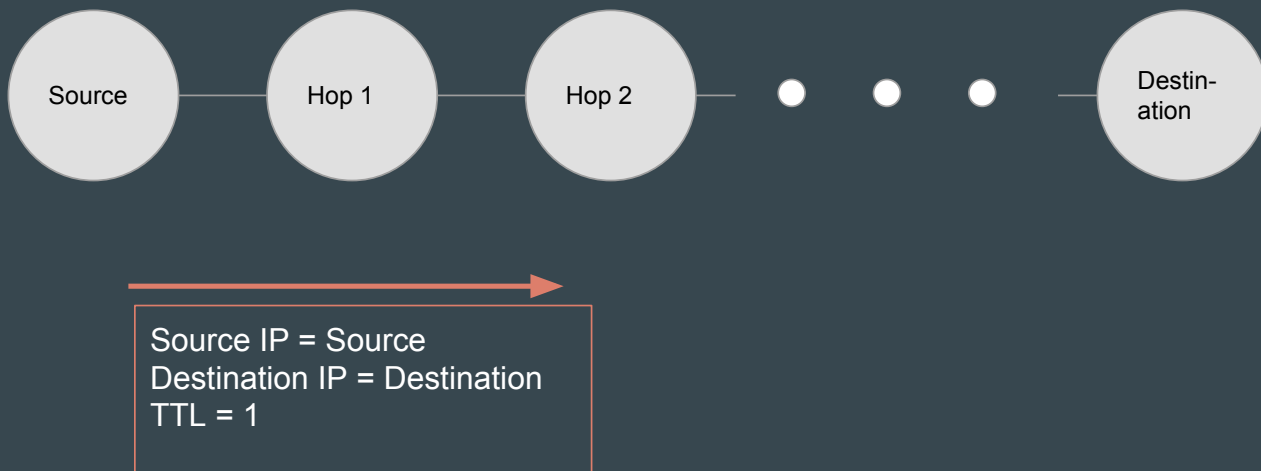 Source
Hop 1
Hop 2
Destin-
ation
Source IP = Source
Destination IP = Destination
TTL = 1